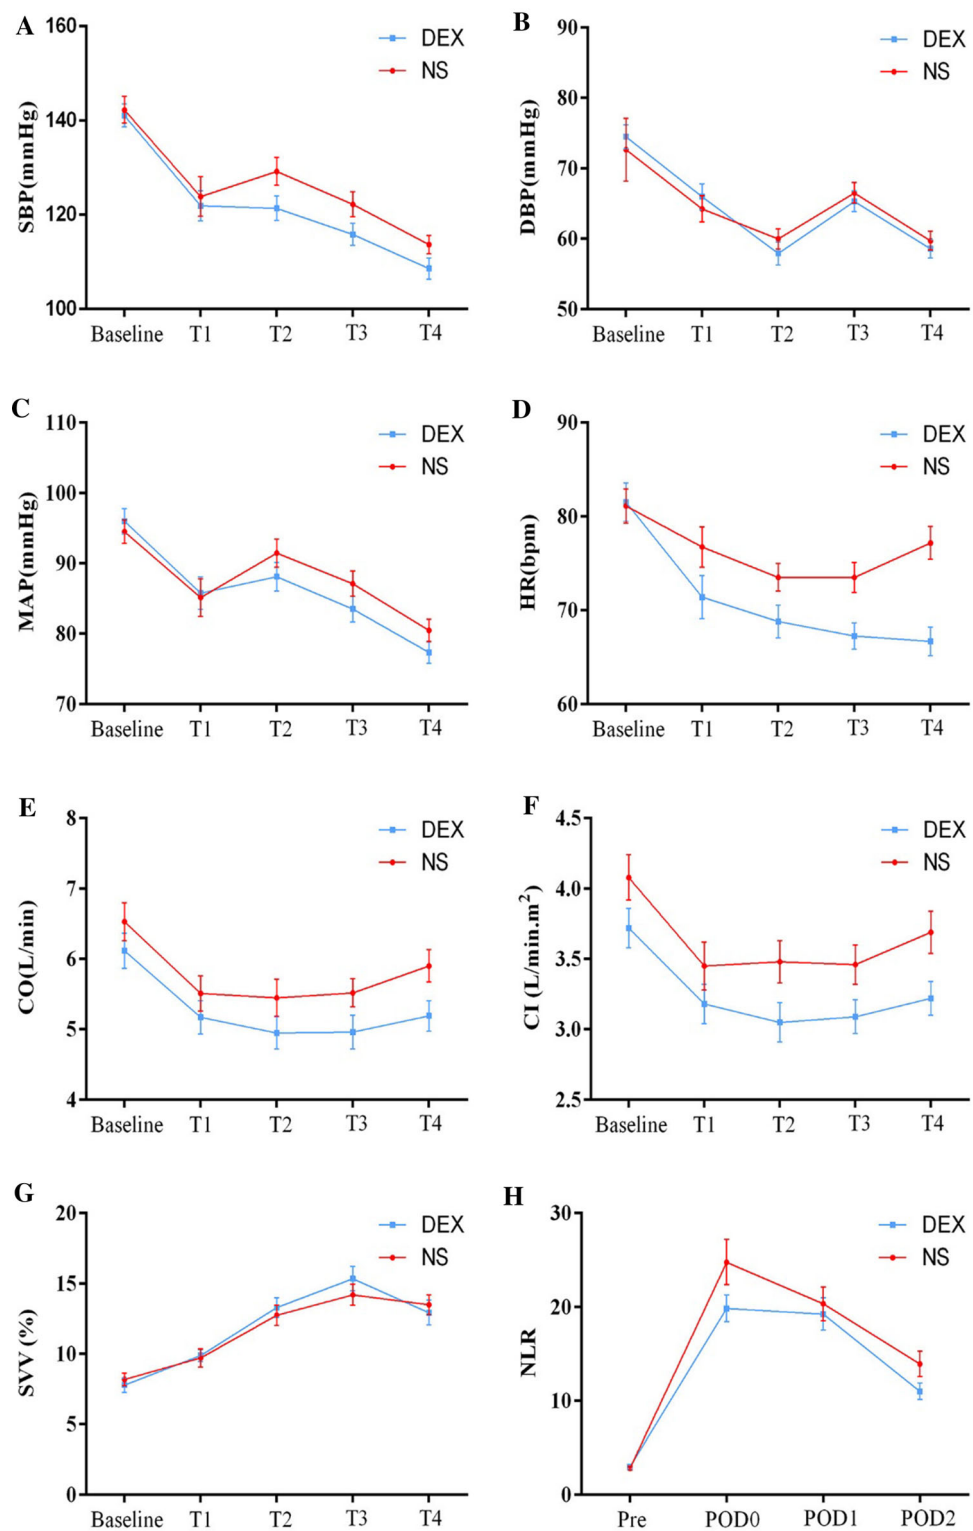 A
160
140
120
100
SBP(mmHg)
DEX
NS
Baseline T1 T2 T3 T4
B
90
80
70
60
50
DBP(mmHg)
DEX
NS
Baseline T1 T2 T3 T4
C
110
100
90
80
70
MAP(mmHg)
DEX
NS
Baseline T1 T2 T3 T4
D
90
80
70
60
HR(bpm)
DEX
NS
Baseline T1 T2 T3 T4
E
8
7
6
5
4
CO(L/min)
DEX
NS
Baseline T1 T2 T3 T4
F
4.5
4.0
3.5
3.0
2.5
CI (L/min.m²)
DEX
NS
Baseline T1 T2 T3 T4
G
20
15
10
5
0
SVV (%)
DEX
NS
Baseline T1 T2 T3 T4
H
30
20
10
0
NLR
DEX
NS
Pre POD0 POD1 POD2